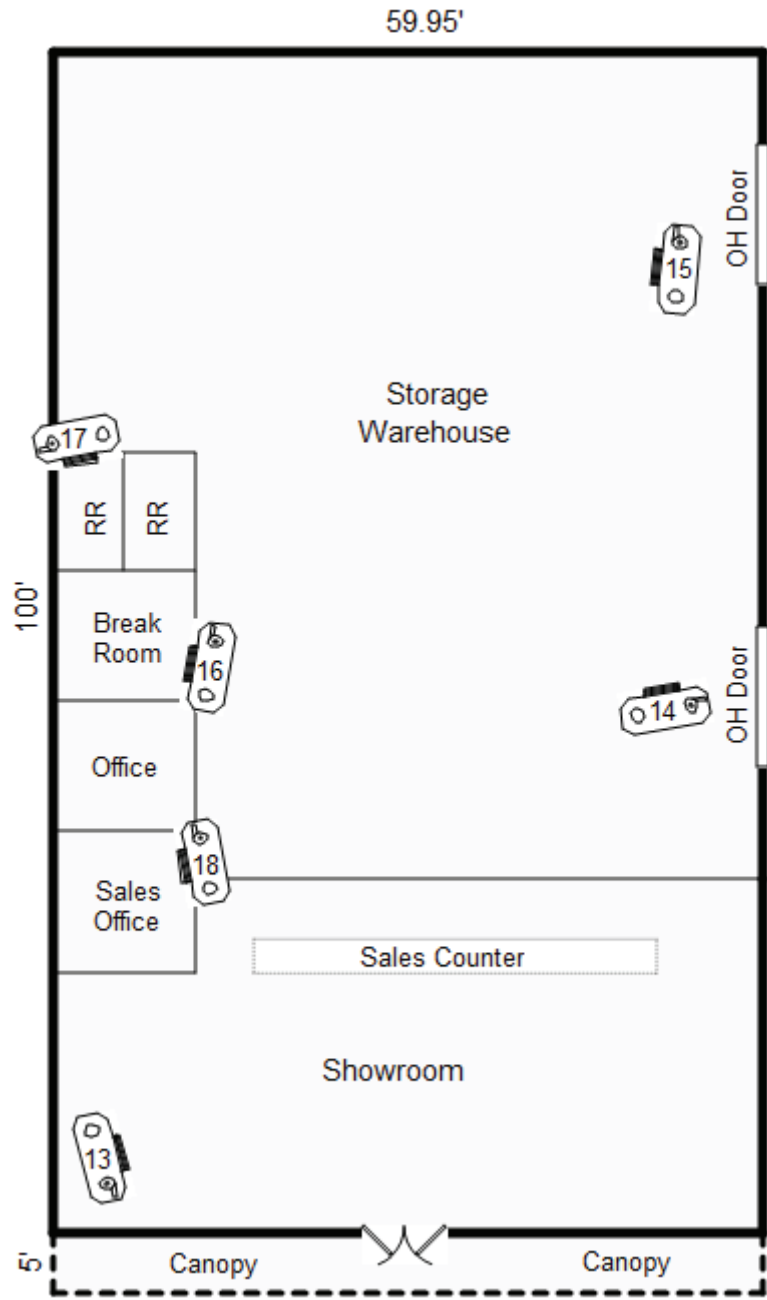 59.95'
OH Door
15
Storage
Warehouse
17
RR
RR
100'
Break
Room
16
OH Door
14
Office
18
Sales
Office
Sales Counter
Showroom
13
5'
Canopy
Canopy